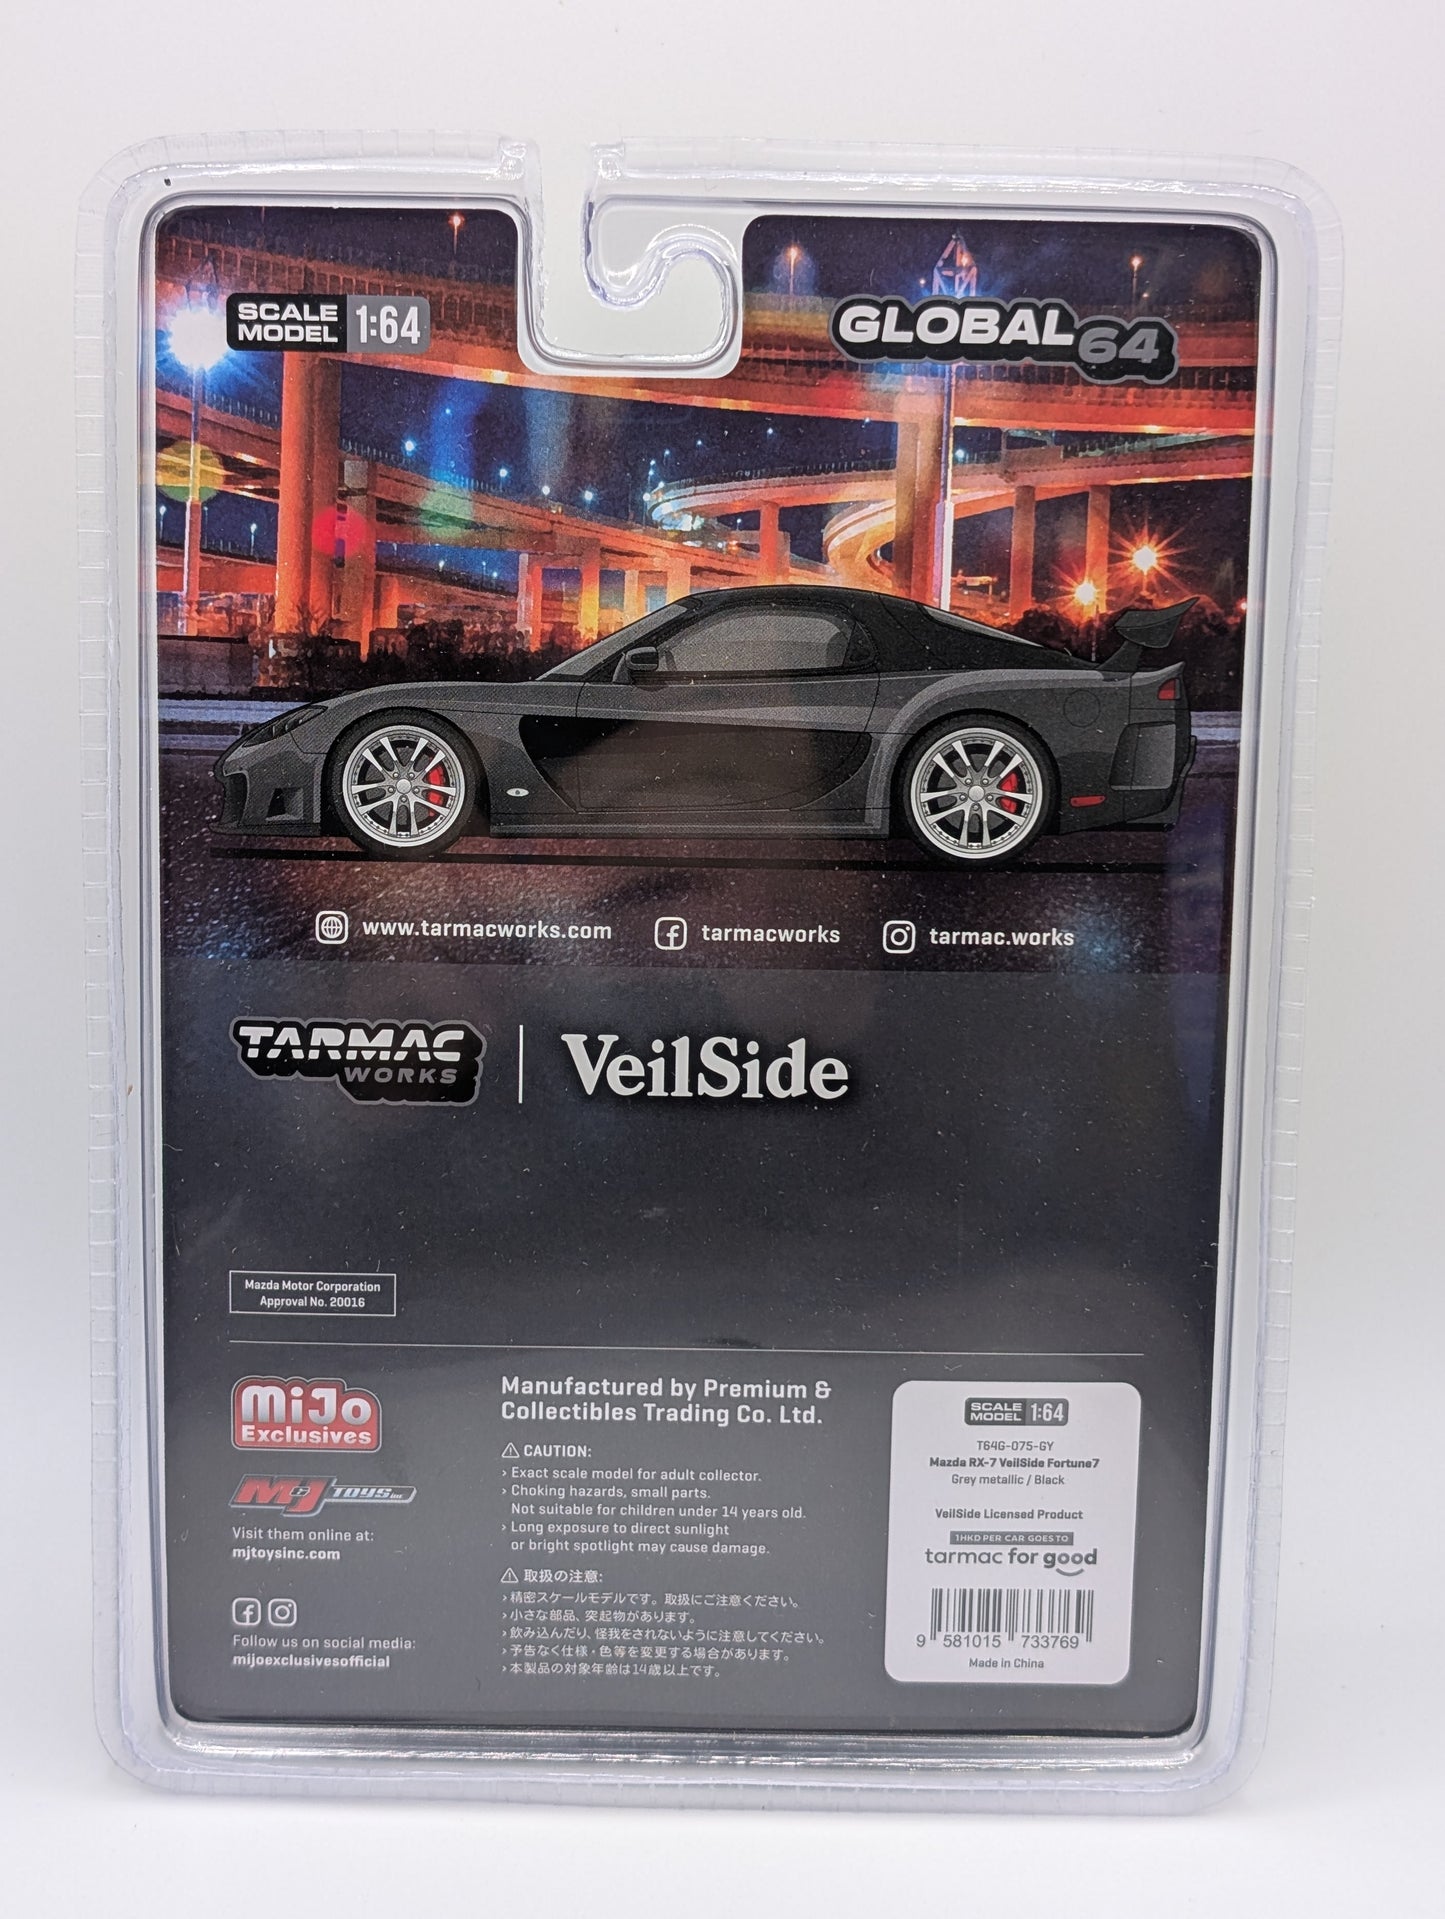 SCALE MODEL 1:64
GLOBAL64
www.tarmacworks.com
tarmacworks
tarmac.works
TARMAC
WORKS
VeilSide
Mazda Motor Corporation
Approval No. 20016
MiJo
Exclusives
M&J TOYS inc
Visit them online at:
mjtoysinc.com
Follow us on social media:
mijoexclusivesofficial
Manufactured by Premium &
Collectibles Trading Co. Ltd.
CAUTION:
› Exact scale model for adult collector.
› Choking hazards, small parts.
Not suitable for children under 14 years old.
› Long exposure to direct sunlight
or bright spotlight may cause damage.
取扱の注意:
› 精密スケールモデルです。取扱にご注意ください。
› 小さな部品、突起物があります。
› 飲み込んだり、怪我をされないように注意してください。
› 予告なく仕様・色等を変更する場合があります。
› 本製品の対象年齢は14歳以上です。
SCALE MODEL 1:64
T64G-075-GY
Mazda RX-7 VeilSide Fortune7
Grey metallic / Black
VeilSide Licensed Product
1HKD PER CAR GOES TO
tarmac for good
9 581015 733769
Made in China